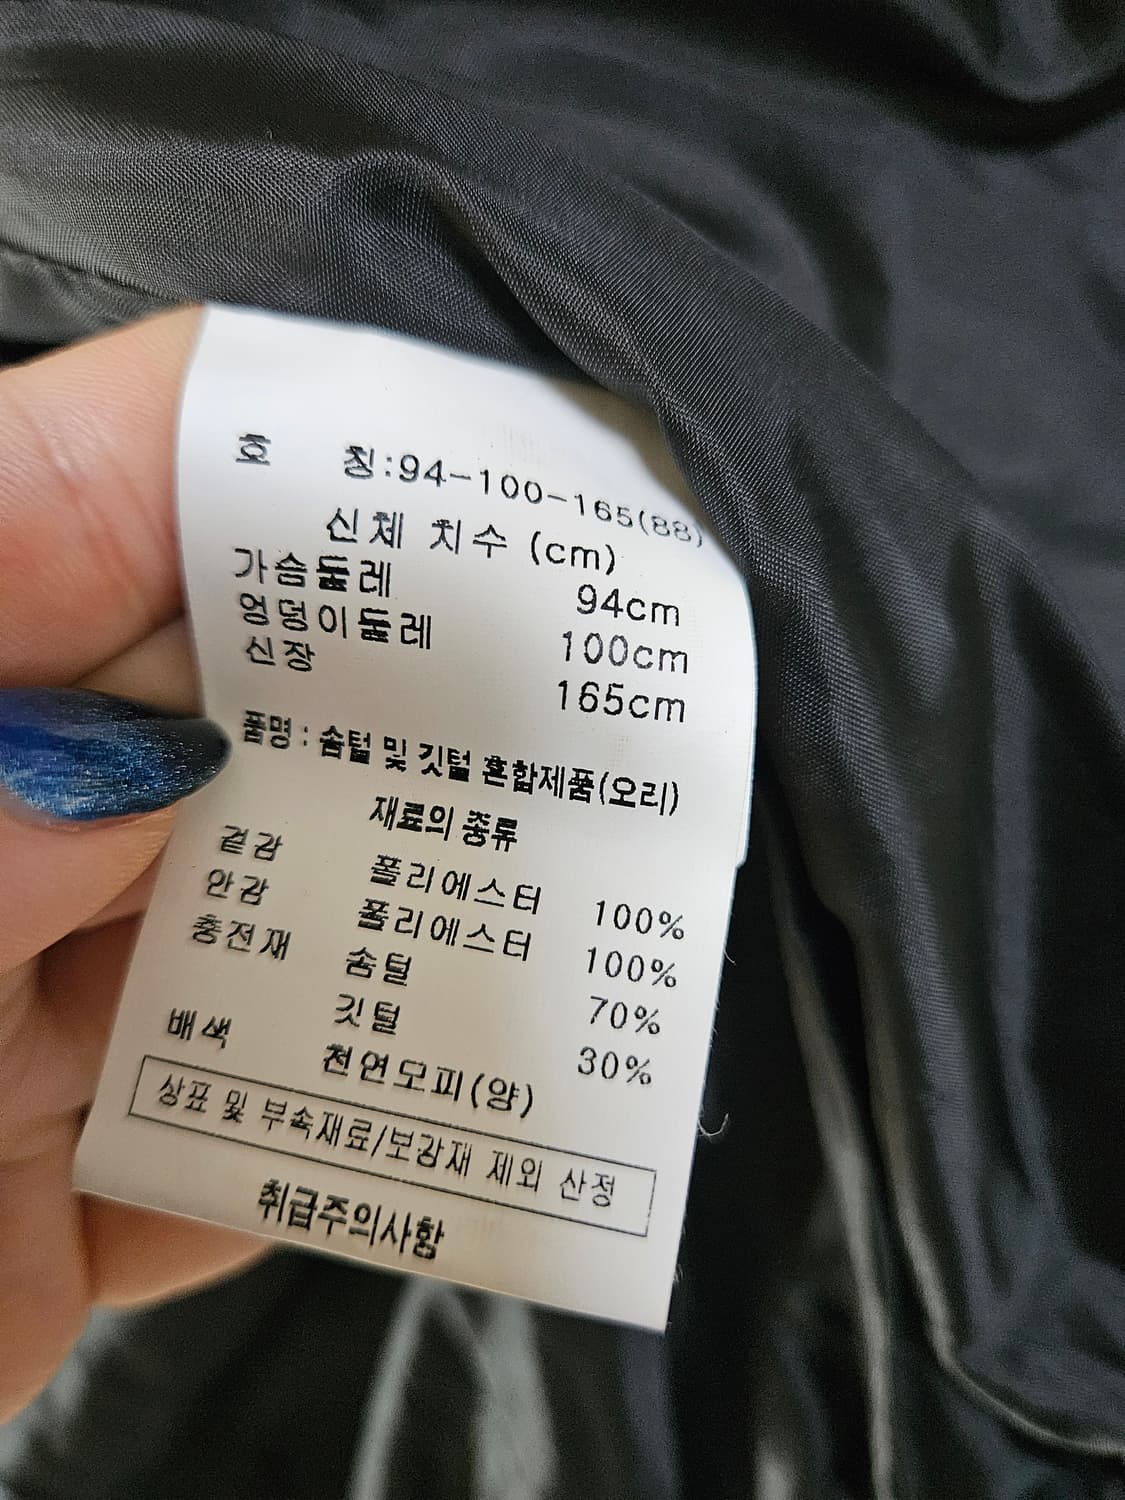 호 칭:94-100-165(88)
신체 치수 (cm)
가슴둘레 94cm
엉덩이둘레 100cm
신장 165cm
품명 : 솜털 및 깃털 혼합제품(오리)
재료의 종류
겉감 폴리에스터 100%
안감 폴리에스터 100%
충전재 솜털 70%
깃털 30%
배색 천연모피(양)
상표 및 부속재료/보강재 제외 산정
취급주의사항